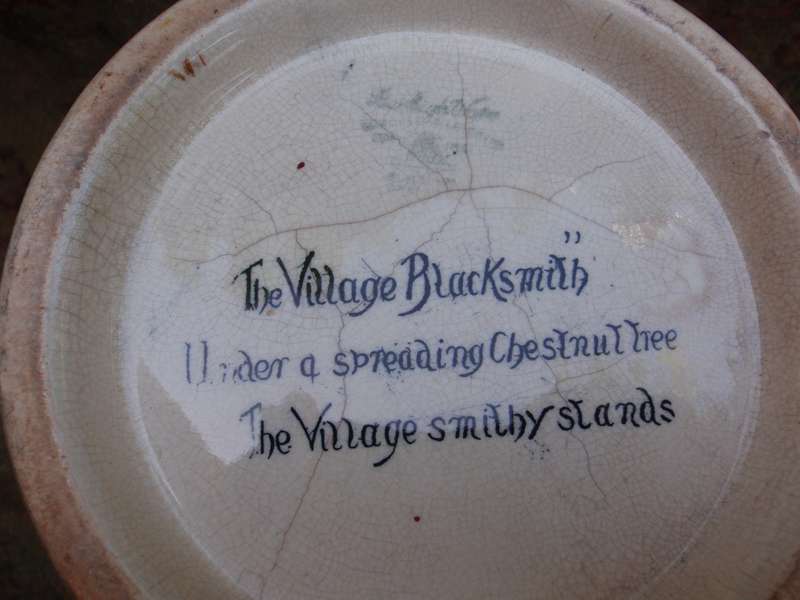 The Village Blacksmith”
Under a spreading Chestnut Tree
The Village smithy stands